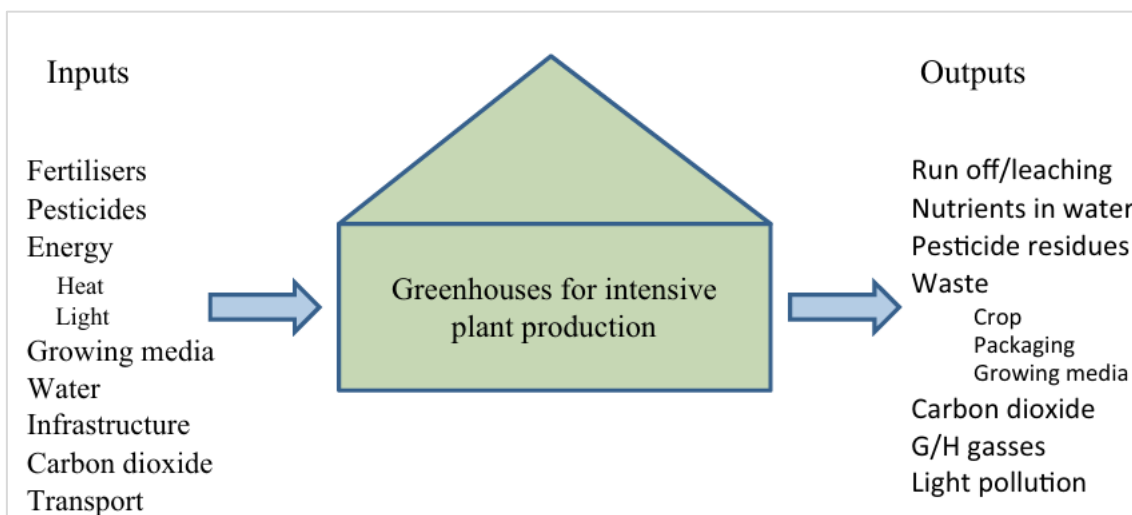 Inputs
Fertilisers
Pesticides
Energy
Heat
Light
Growing media
Water
Infrastructure
Carbon dioxide
Transport
Greenhouses for intensive
plant production
Outputs
Run off/leaching
Nutrients in water
Pesticide residues
Waste
Crop
Packaging
Growing media
Carbon dioxide
G/H gasses
Light pollution